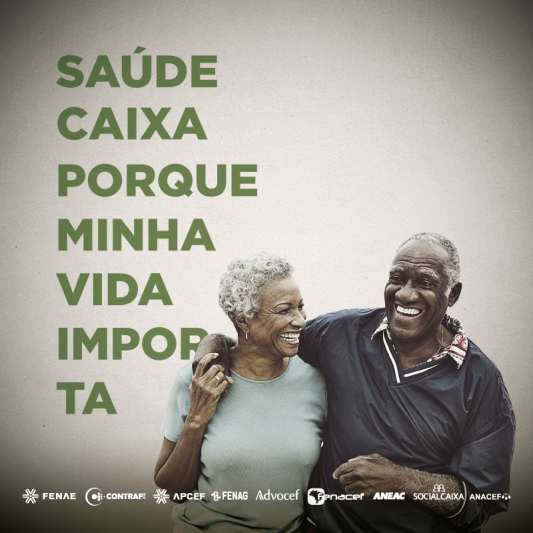 SAÚDE
CAIXA
PORQUE
MINHA
VIDA
IMPOR
TA
FENAE CONTRAF! APCEF FENAG Advocef Fenacef ANEAC SOCIALCAIXA ANACEF